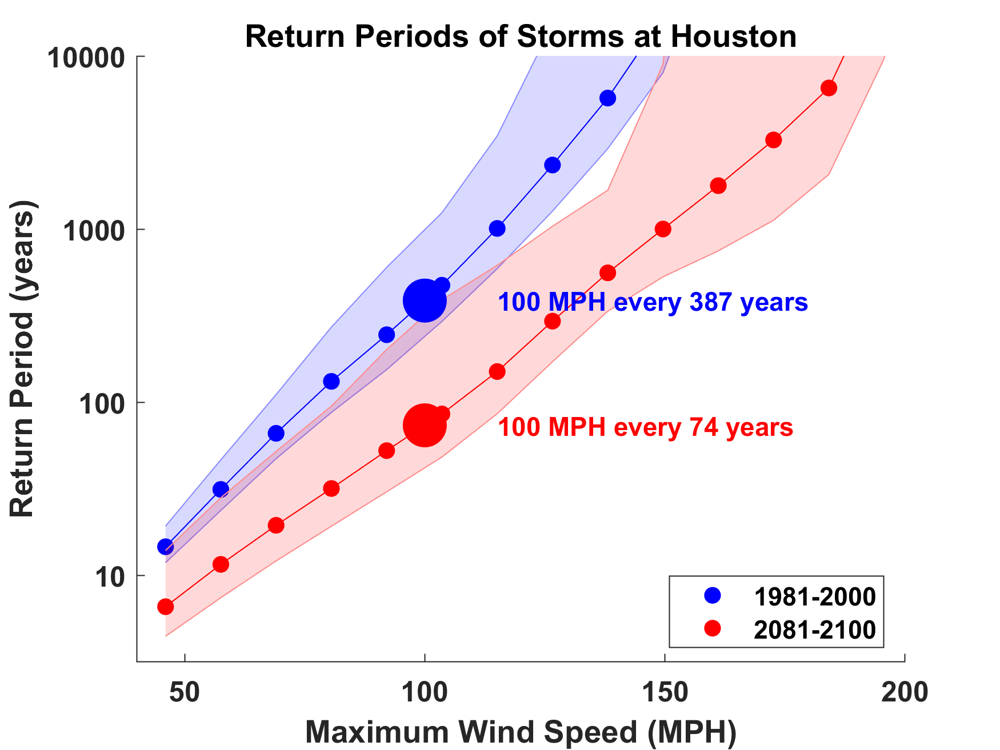 Return Periods of Storms at Houston
10000
1000
100
10
Return Period (years)
100 MPH every 387 years
100 MPH every 74 years
1981-2000
2081-2100
50
100
150
200
Maximum Wind Speed (MPH)